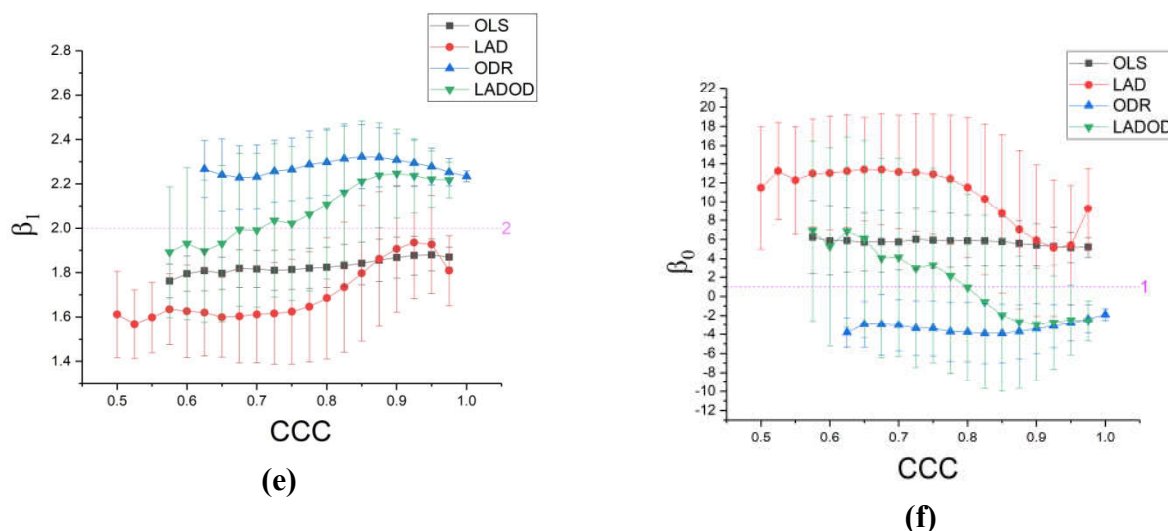 OLS
LAD
ODR
LADOD
2.8
2.6
2.4
2.2
2.0
1.8
1.6
1.4
β1
2
0.5 0.6 0.7 0.8 0.9 1.0
CCC
(e)
OLS
LAD
ODR
LADOD
22
20
18
16
14
12
10
8
6
4
2
0
-2
-4
-6
-8
-10
-12
β0
1
0.5 0.6 0.7 0.8 0.9 1.0
CCC
(f)